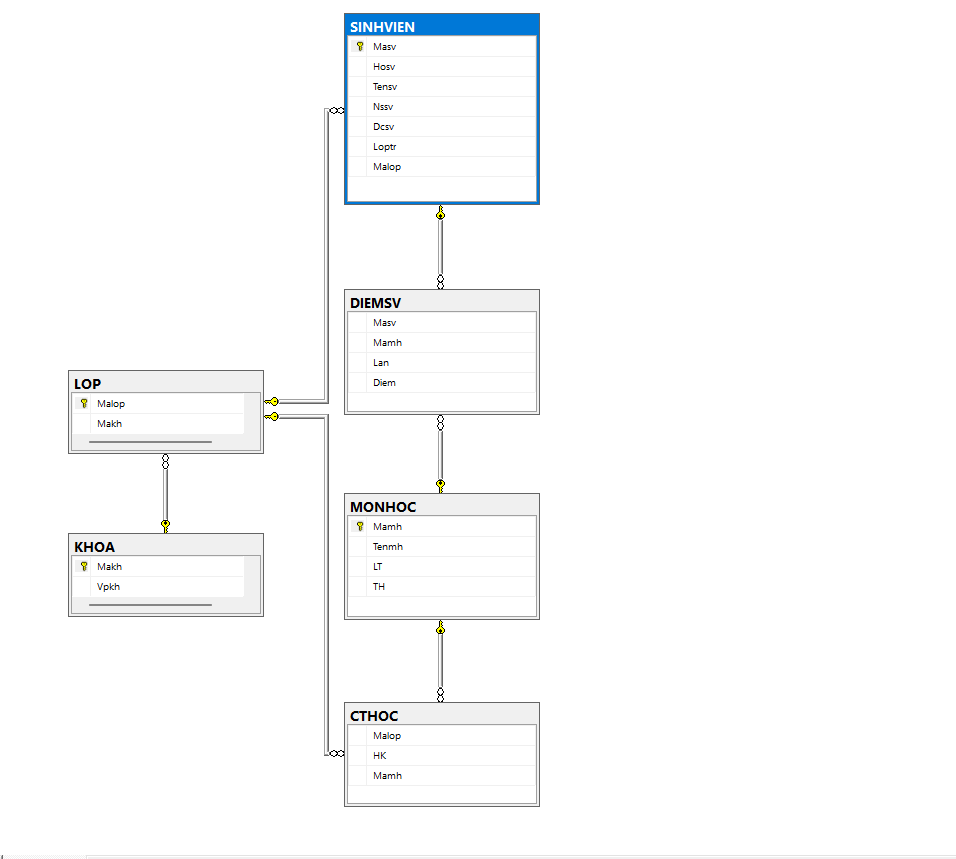 SINHVIEN
Masv
Hosv
Tensv
Nssv
Dcsv
Loptr
Malop
DIEMSV
Masv
Mamh
Lan
Diem
LOP
Malop
Makh
KHOA
Makh
Vpkh
MONHOC
Mamh
Tenmh
LT
TH
CTHOC
Malop
HK
Mamh